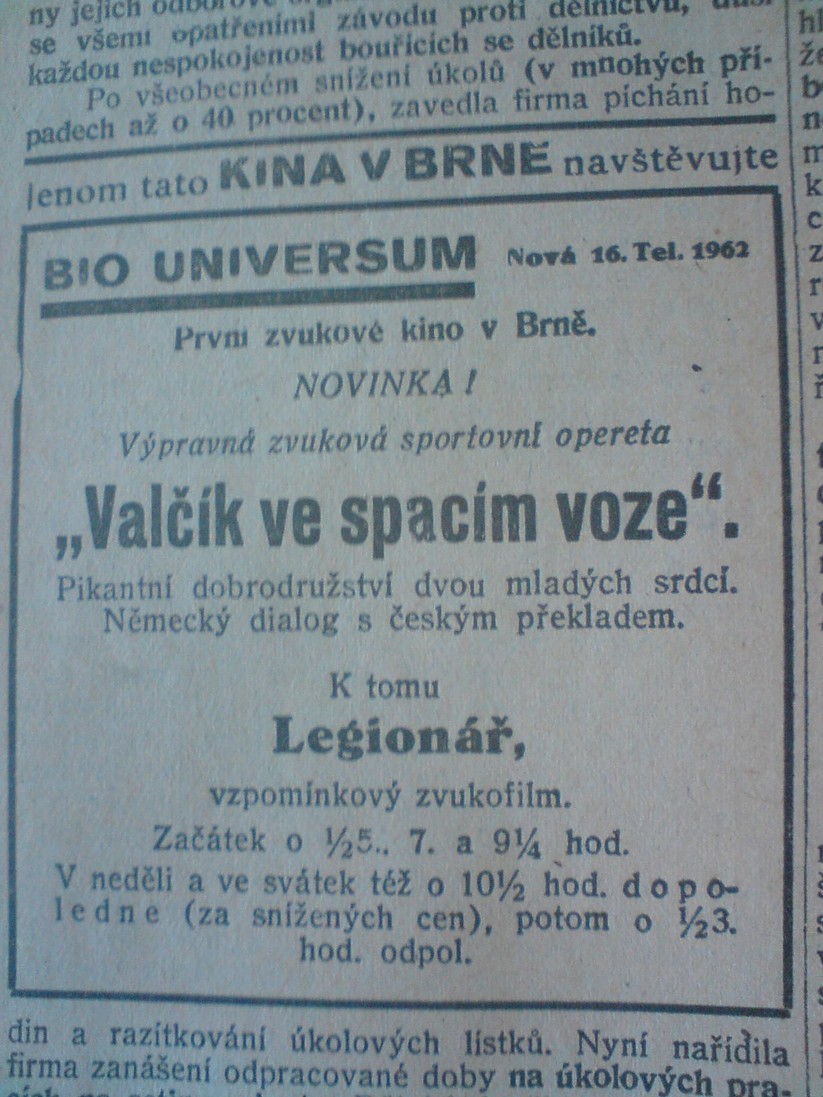 ny jejich
se všemi opatřeními závodu proti dělnictvu,
každou nespokojenost bouřících se dělníků.
Po všeobecném snížení úkolů (v mnohých pří-
padech až o 40 procent), zavedla firma píchání ho-
Jenom tato KINA V BRNĚ navštěvujte
BIO UNIVERSUM Nová 16. Tel. 1962
První zvukové kino v Brně.
NOVINKA!
Výpravná zvuková sportovní opereta
„Valčík ve spacím voze“.
Pikantní dobrodružství dvou mladých srdcí.
Německý dialog s českým překladem.
K tomu
Legionář,
vzpomínkový zvukofilm.
Začátek o ½5., 7. a 9¼ hod.
V neděli a ve svátek též o 10½ hod. dopo-
ledne (za snížených cen), potom o ½3.
hod. odpol.
din a razítkování úkolových lístků. Nyní nařídila
firma zanášení odpracované doby na úkolových pra-